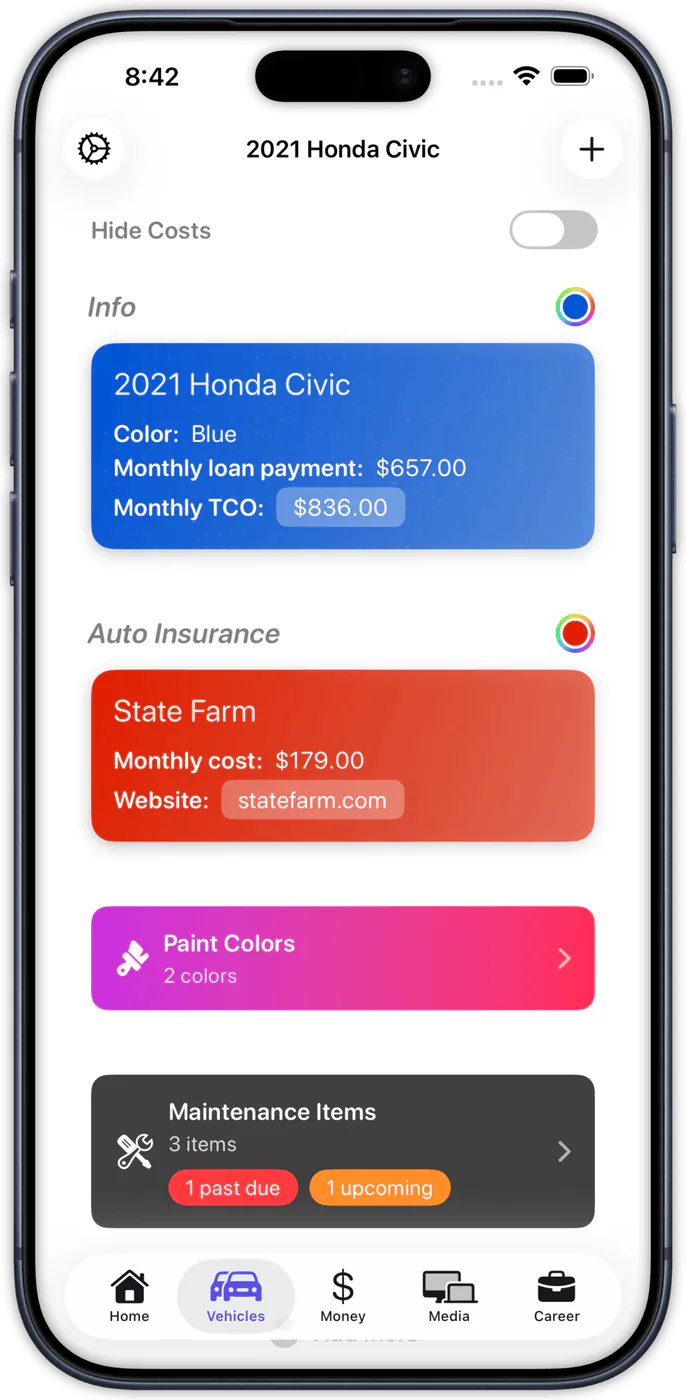 8:42
2021 Honda Civic
Hide Costs
Info
2021 Honda Civic
Color: Blue
Monthly loan payment: $657.00
Monthly TCO: $836.00
Auto Insurance
State Farm
Monthly cost: $179.00
Website: statefarm.com
Paint Colors
2 colors
Maintenance Items
3 items
1 past due 1 upcoming
Home Vehicles Money Media Career